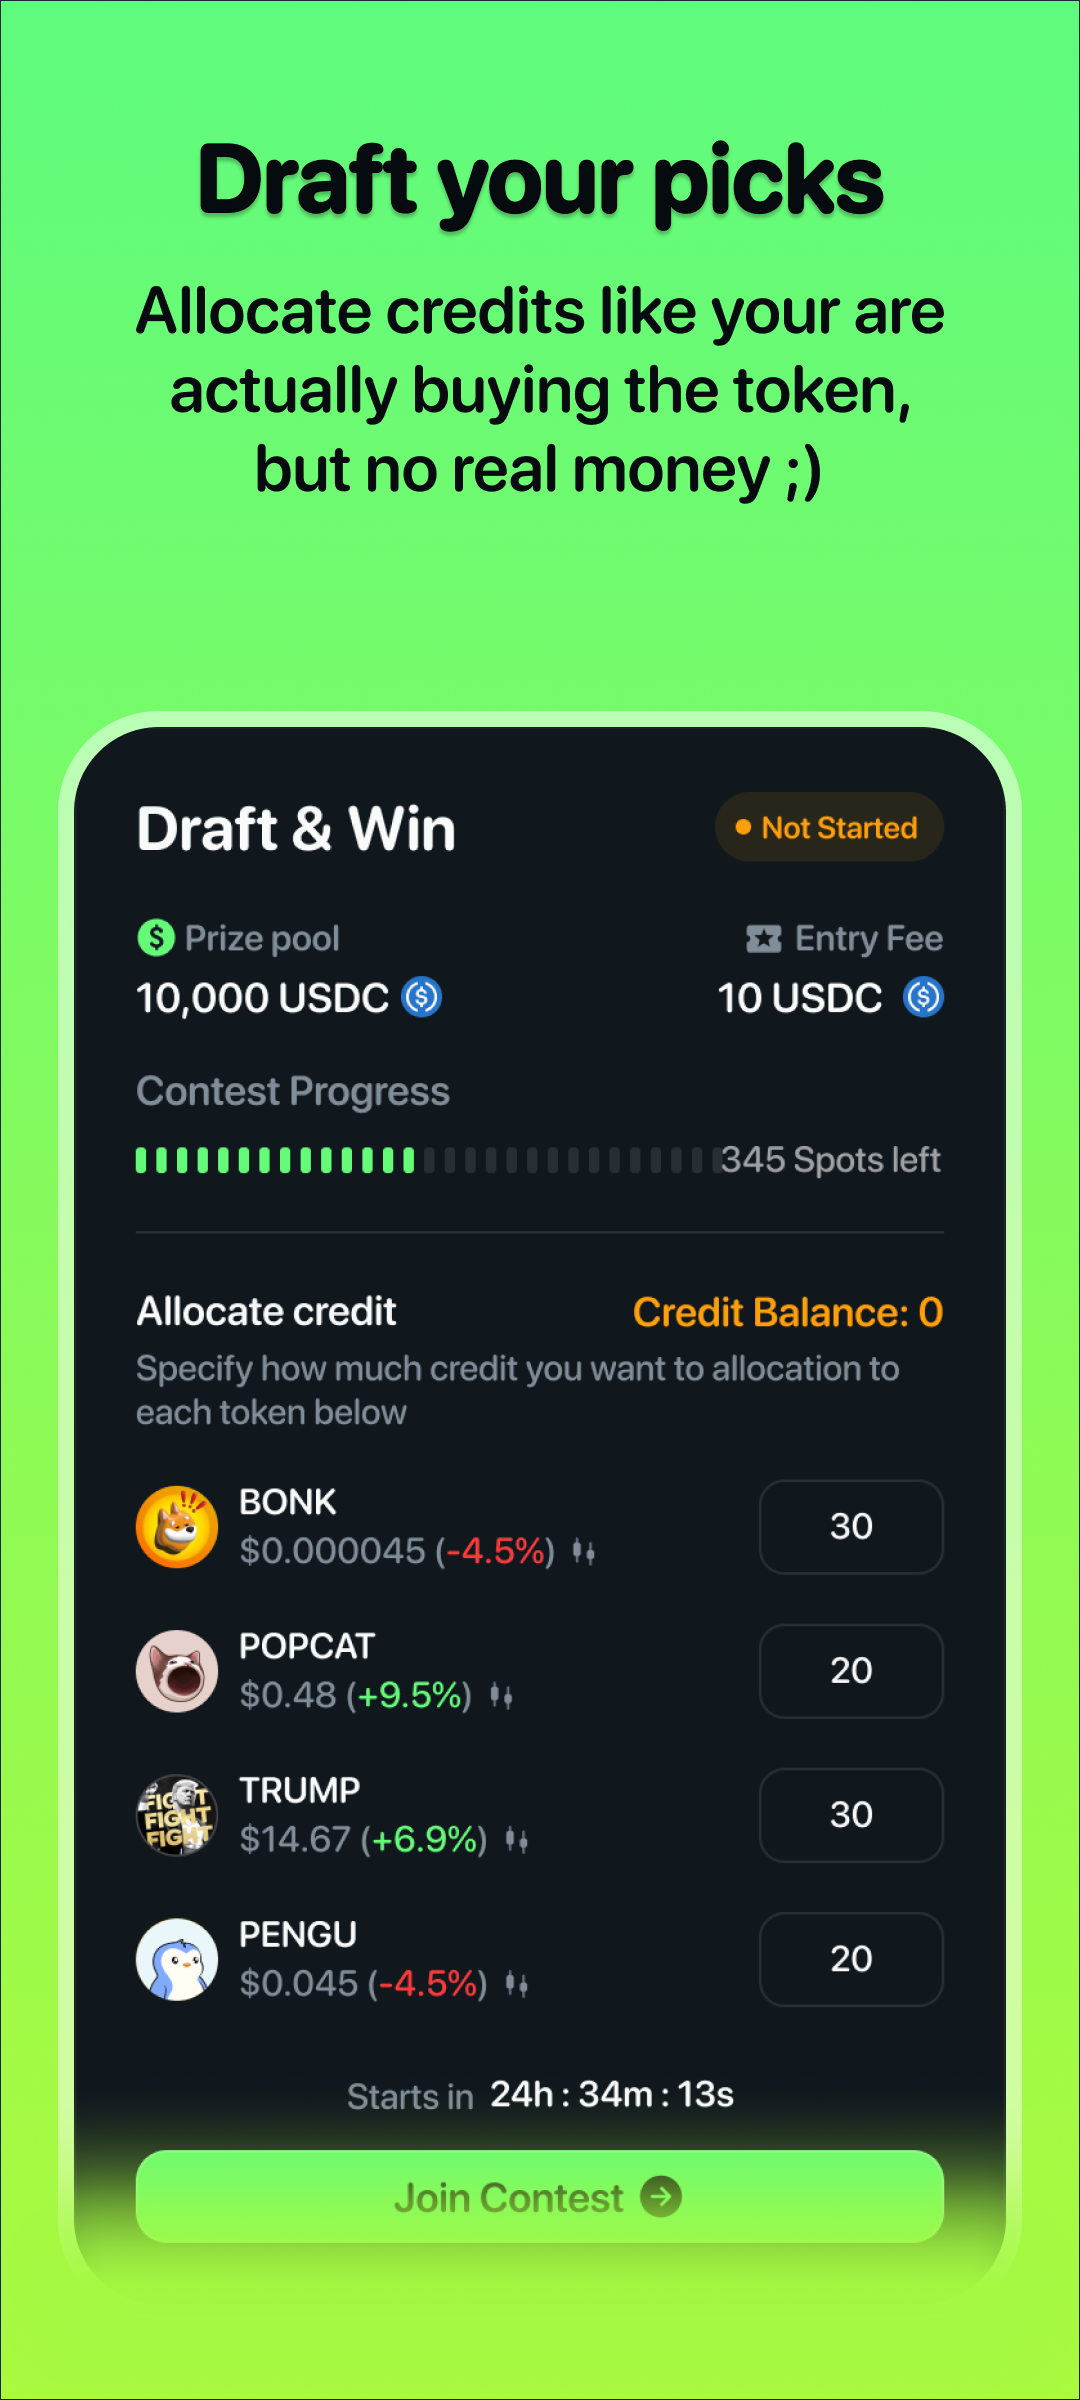 Draft your picks
Allocate credits like your are
actually buying the token,
but no real money ;)
Draft & Win
Not Started
Prize pool
Entry Fee
10,000 USDC
10 USDC
Contest Progress
345 Spots left
Allocate credit
Credit Balance: 0
Specify how much credit you want to allocation to
each token below
BONK
$0.000045 (-4.5%)
30
POPCAT
$0.48 (+9.5%)
20
FIGHT
FIGHT
FIGHT
TRUMP
$14.67 (+6.9%)
30
PENGU
$0.045 (-4.5%)
20
Starts in 24h : 34m : 13s
Join Contest